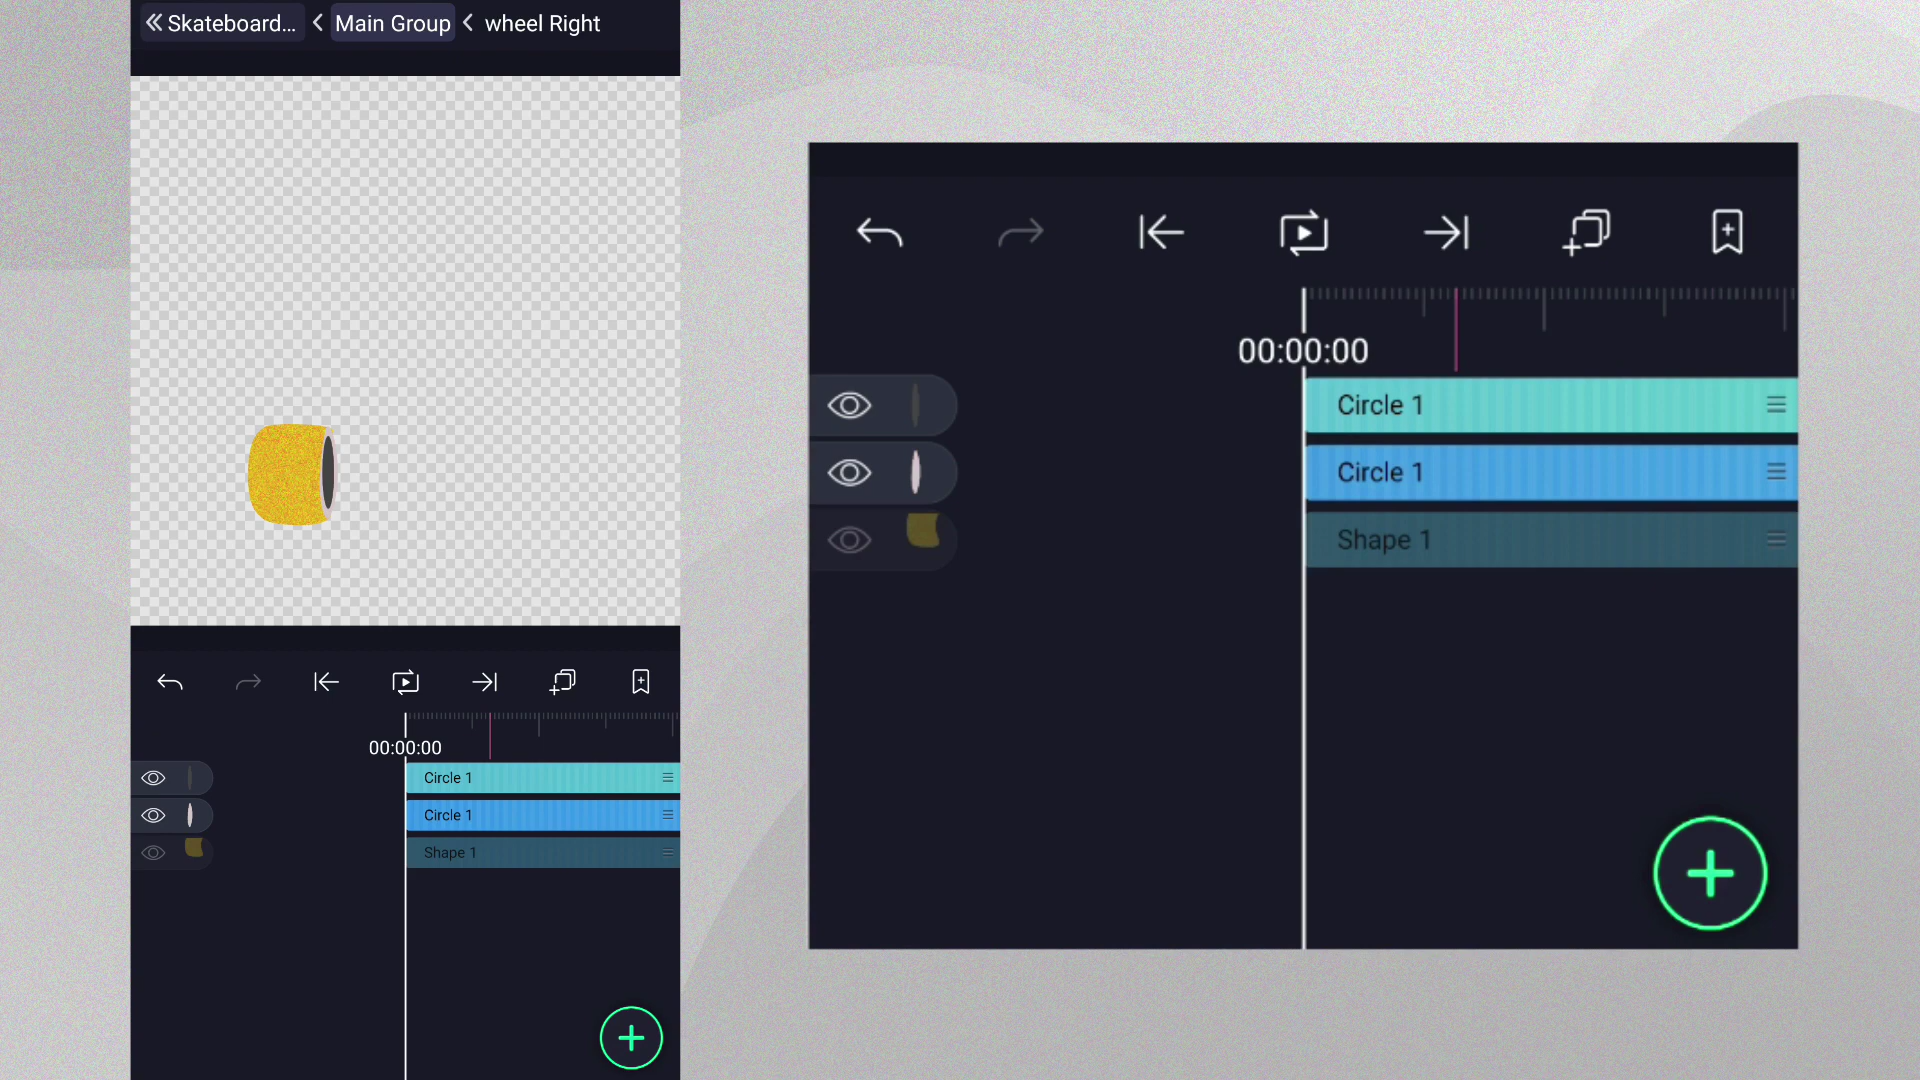 Skateboard... Main Group wheel Right
00:00:00
Circle 1
Circle 1
Shape 1
00:00:00
Circle 1
Circle 1
Shape 1